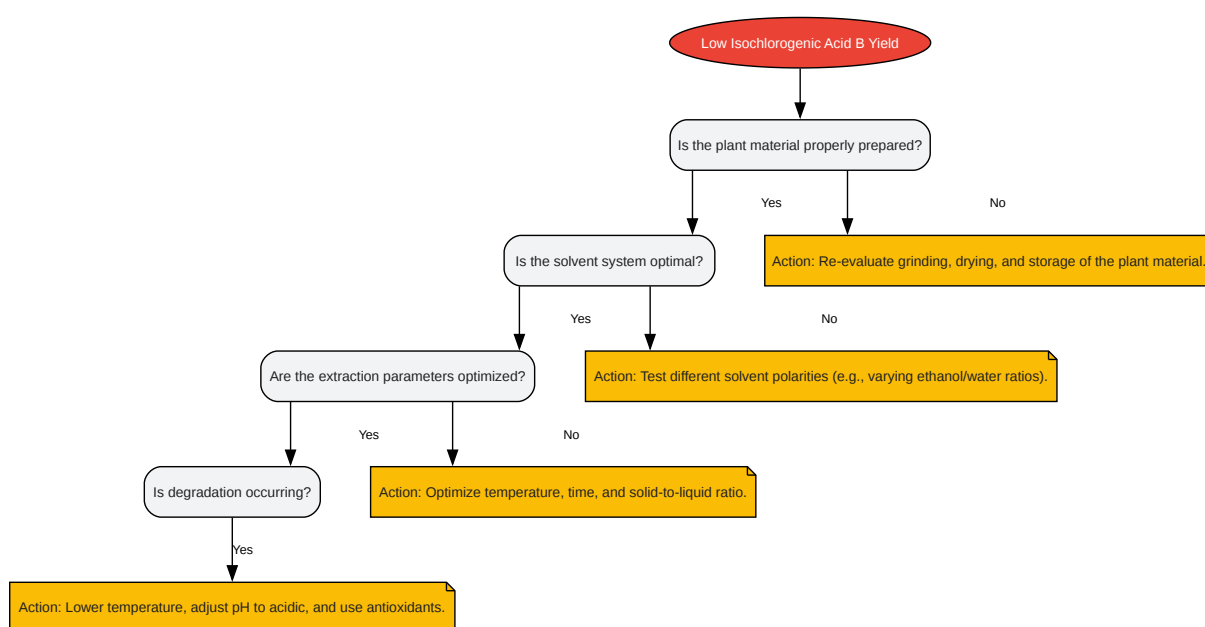 Low Isochlorogenic Acid B Yield
Is the plant material properly prepared?
Yes
No
Is the solvent system optimal?
Action: Re-evaluate grinding, drying, and storage of the plant material.
Yes
No
Are the extraction parameters optimized?
Action: Test different solvent polarities (e.g., varying ethanol/water ratios).
Yes
No
Is degradation occurring?
Action: Optimize temperature, time, and solid-to-liquid ratio.
Yes
Action: Lower temperature, adjust pH to acidic, and use antioxidants.